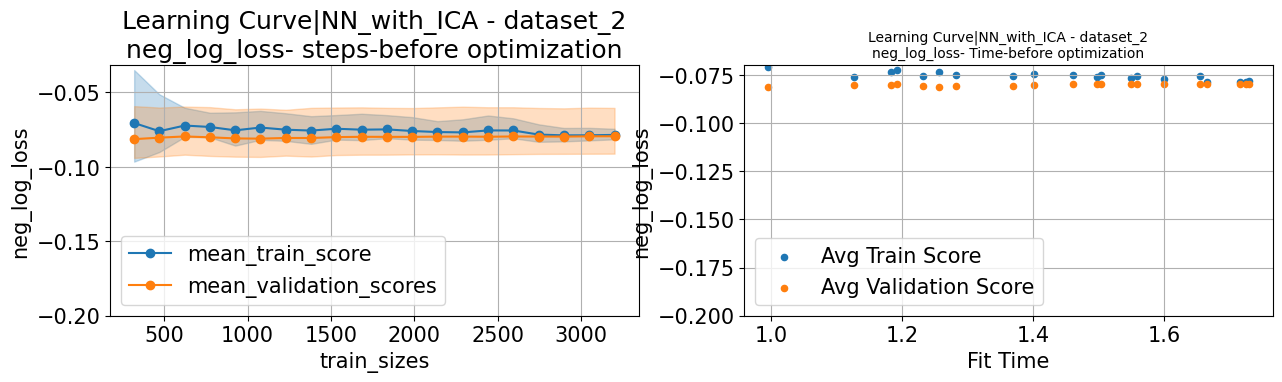 Learning Curve|NN_with_ICA - dataset_2
neg_log_loss- steps-before optimization
neg_log_loss
−0.05
−0.10
−0.15
−0.20
mean_train_score
mean_validation_scores
500 1000 1500 2000 2500 3000
train_sizes
Learning Curve|NN_with_ICA - dataset_2
neg_log_loss- Time-before optimization
neg_log_loss
−0.075
−0.100
−0.125
−0.150
−0.175
−0.200
Avg Train Score
Avg Validation Score
1.0 1.2 1.4 1.6
Fit Time